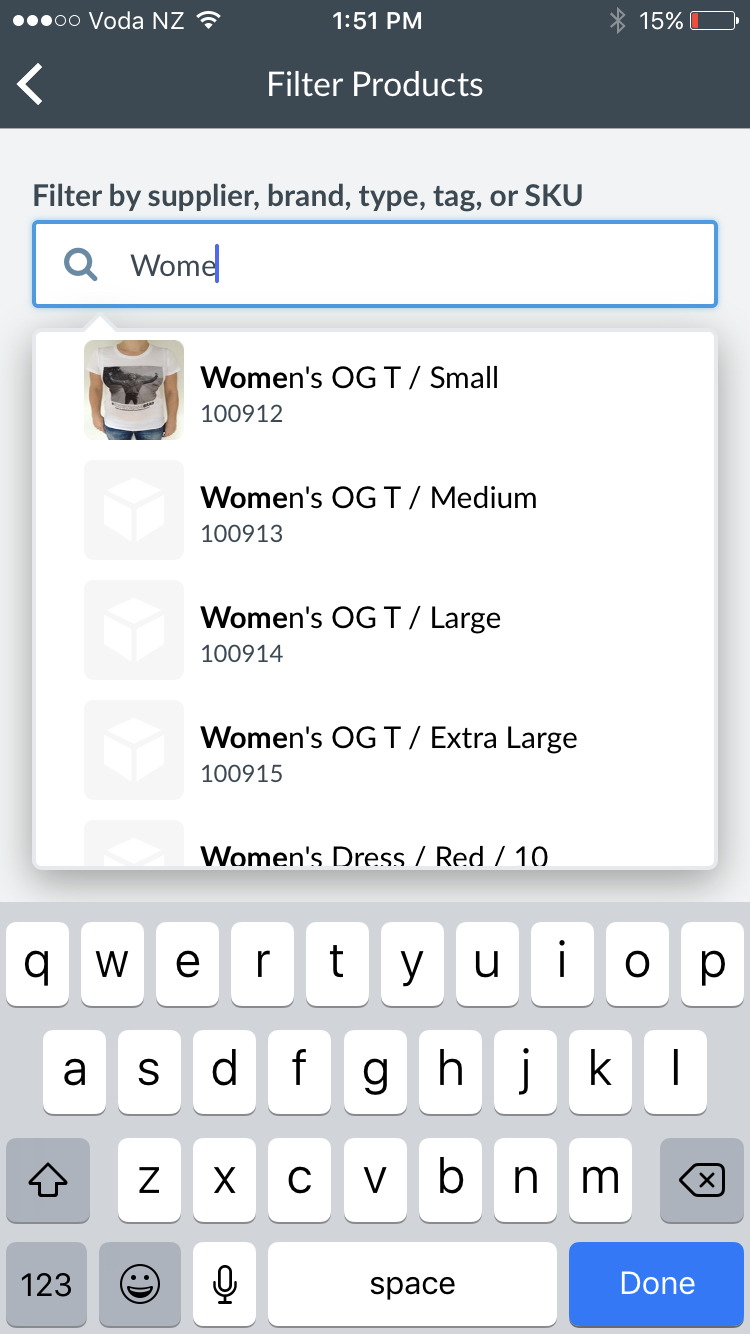 Voda NZ 1:51 PM 15%
Filter Products
Filter by supplier, brand, type, tag, or SKU
Wome
Women's OG T / Small
100912
Women's OG T / Medium
100913
Women's OG T / Large
100914
Women's OG T / Extra Large
100915
Women's Dress / Red / 10
q w e r t y u i o p
a s d f g h j k l
z x c v b n m
123 space Done